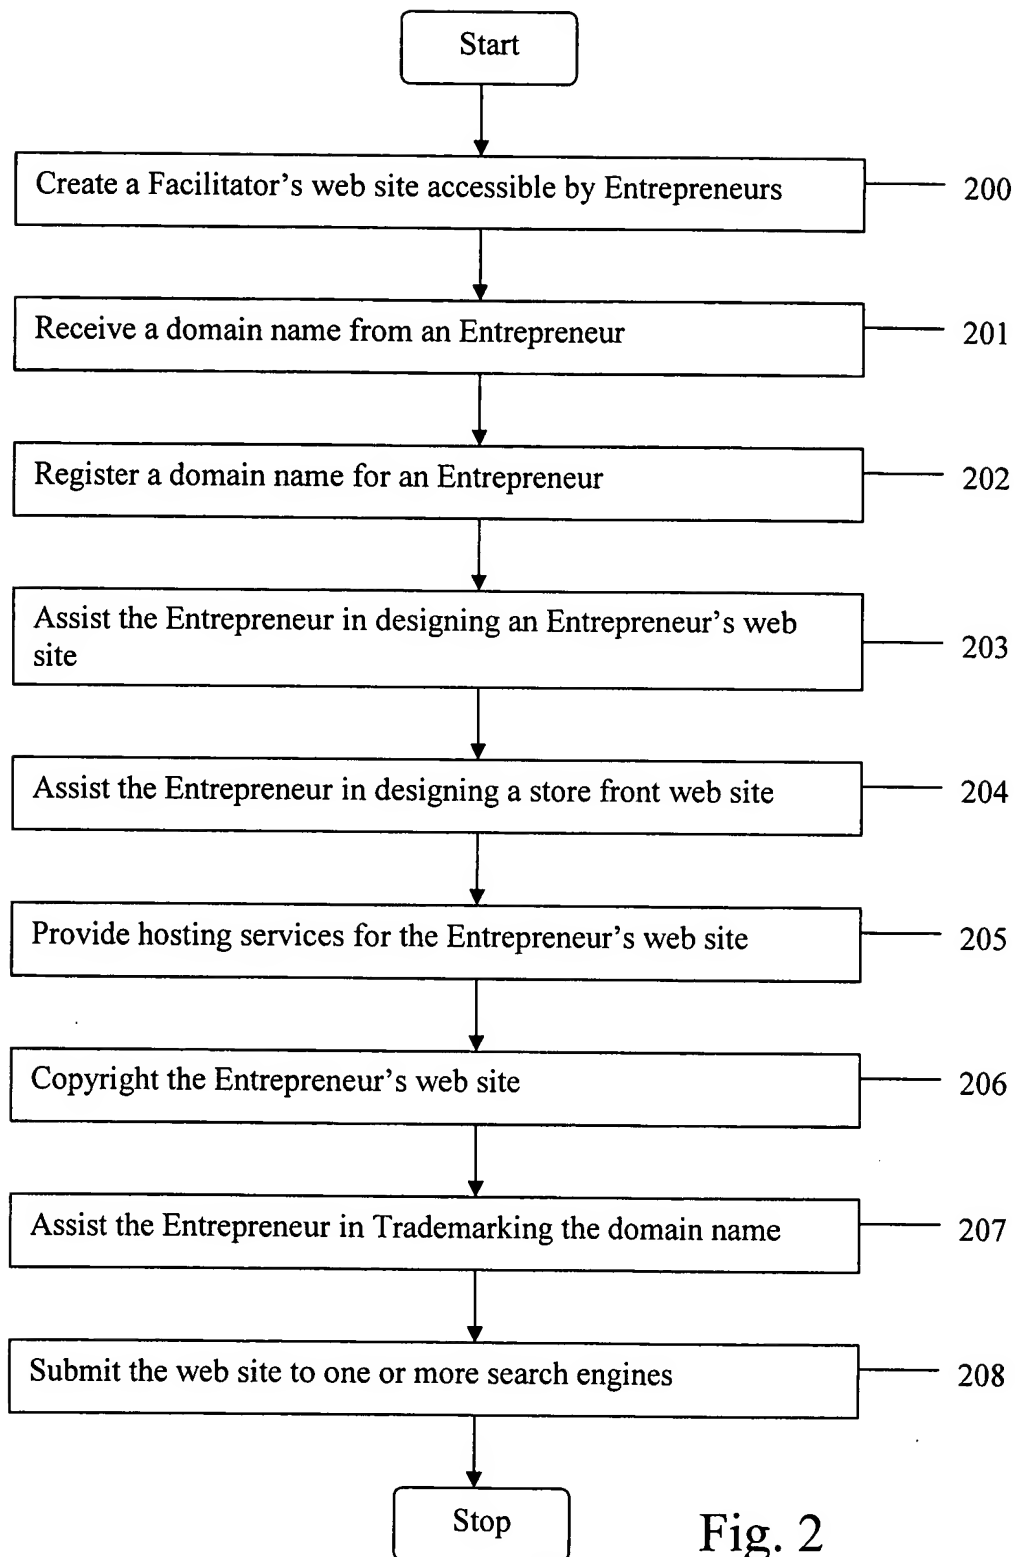 Start
Create a Facilitator's web site accessible by Entrepreneurs
200
Receive a domain name from an Entrepreneur
201
Register a domain name for an Entrepreneur
202
Assist the Entrepreneur in designing an Entrepreneur's web
site
203
Assist the Entrepreneur in designing a store front web site
204
Provide hosting services for the Entrepreneur's web site
205
Copyright the Entrepreneur's web site
206
Assist the Entrepreneur in Trademarking the domain name
207
Submit the web site to one or more search engines
208
Stop
Fig. 2